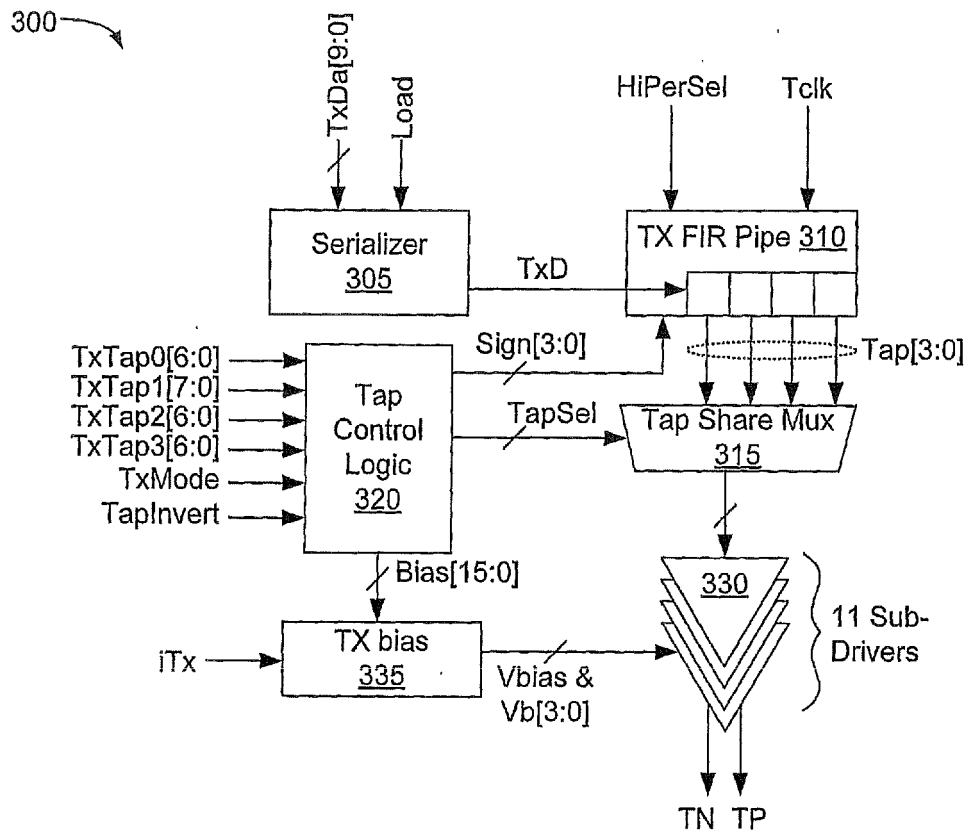 300
TxDa[9:0]
Load
HiPerSel
Tclk
Serializer
305
TX FIR Pipe 310
TxD
Sign[3:0]
Tap[3:0]
TxTap0[6:0]
TxTap1[7:0]
TxTap2[6:0]
TxTap3[6:0]
TxMode
TapInvert
Tap
Control
Logic
320
TapSel
Tap Share Mux
315
Bias[15:0]
330
11 Sub-
Drivers
iTx
TX bias
335
Vbias &
Vb[3:0]
TN
TP